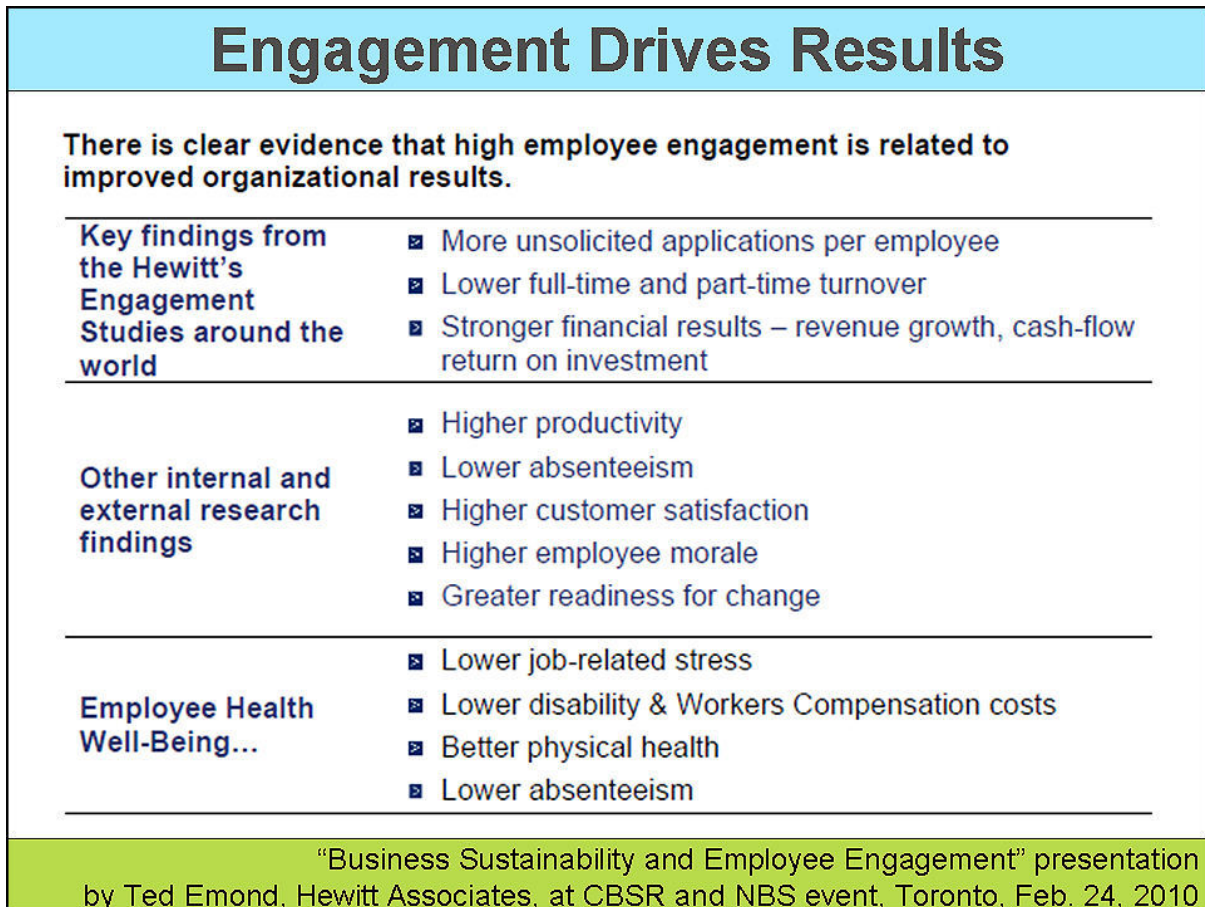 Engagement Drives Results
There is clear evidence that high employee engagement is related to
improved organizational results.
Key findings from
the Hewitt's
Engagement
Studies around the
world
More unsolicited applications per employee
Lower full-time and part-time turnover
Stronger financial results – revenue growth, cash-flow
return on investment
Other internal and
external research
findings
Higher productivity
Lower absenteeism
Higher customer satisfaction
Higher employee morale
Greater readiness for change
Employee Health
Well-Being...
Lower job-related stress
Lower disability & Workers Compensation costs
Better physical health
Lower absenteeism
“Business Sustainability and Employee Engagement” presentation
by Ted Emond, Hewitt Associates, at CBSR and NBS event, Toronto, Feb. 24, 2010